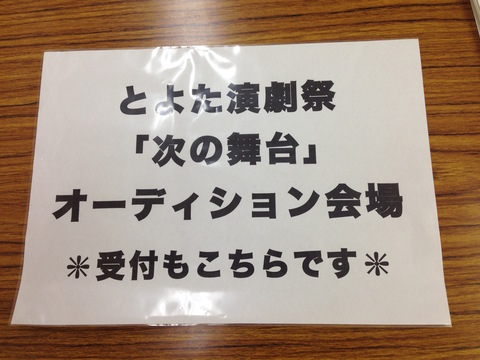 とよた演劇祭
「次の舞台」
オーディション会場
＊受付もこちらです＊